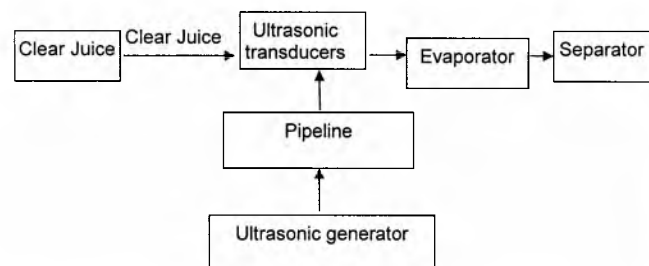 Clear Juice
Clear Juice
Ultrasonic
transducers
Evaporator
Separator
Pipeline
Ultrasonic generator